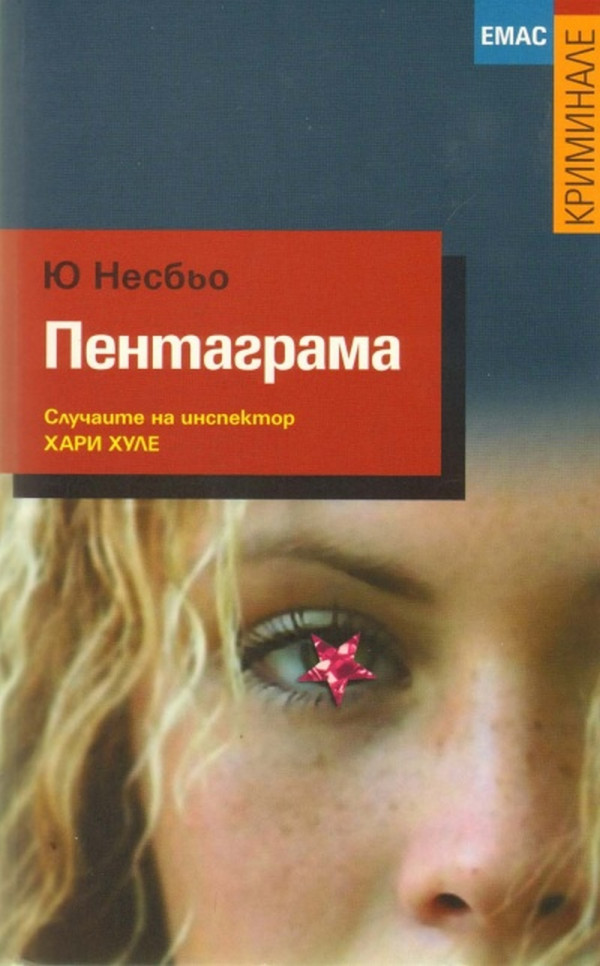 ЕМАС
КРИМИНАЛЕ
Ю Несбьо
Пентаграма
Случаите на инспектор
ХАРИ ХУЛЕ